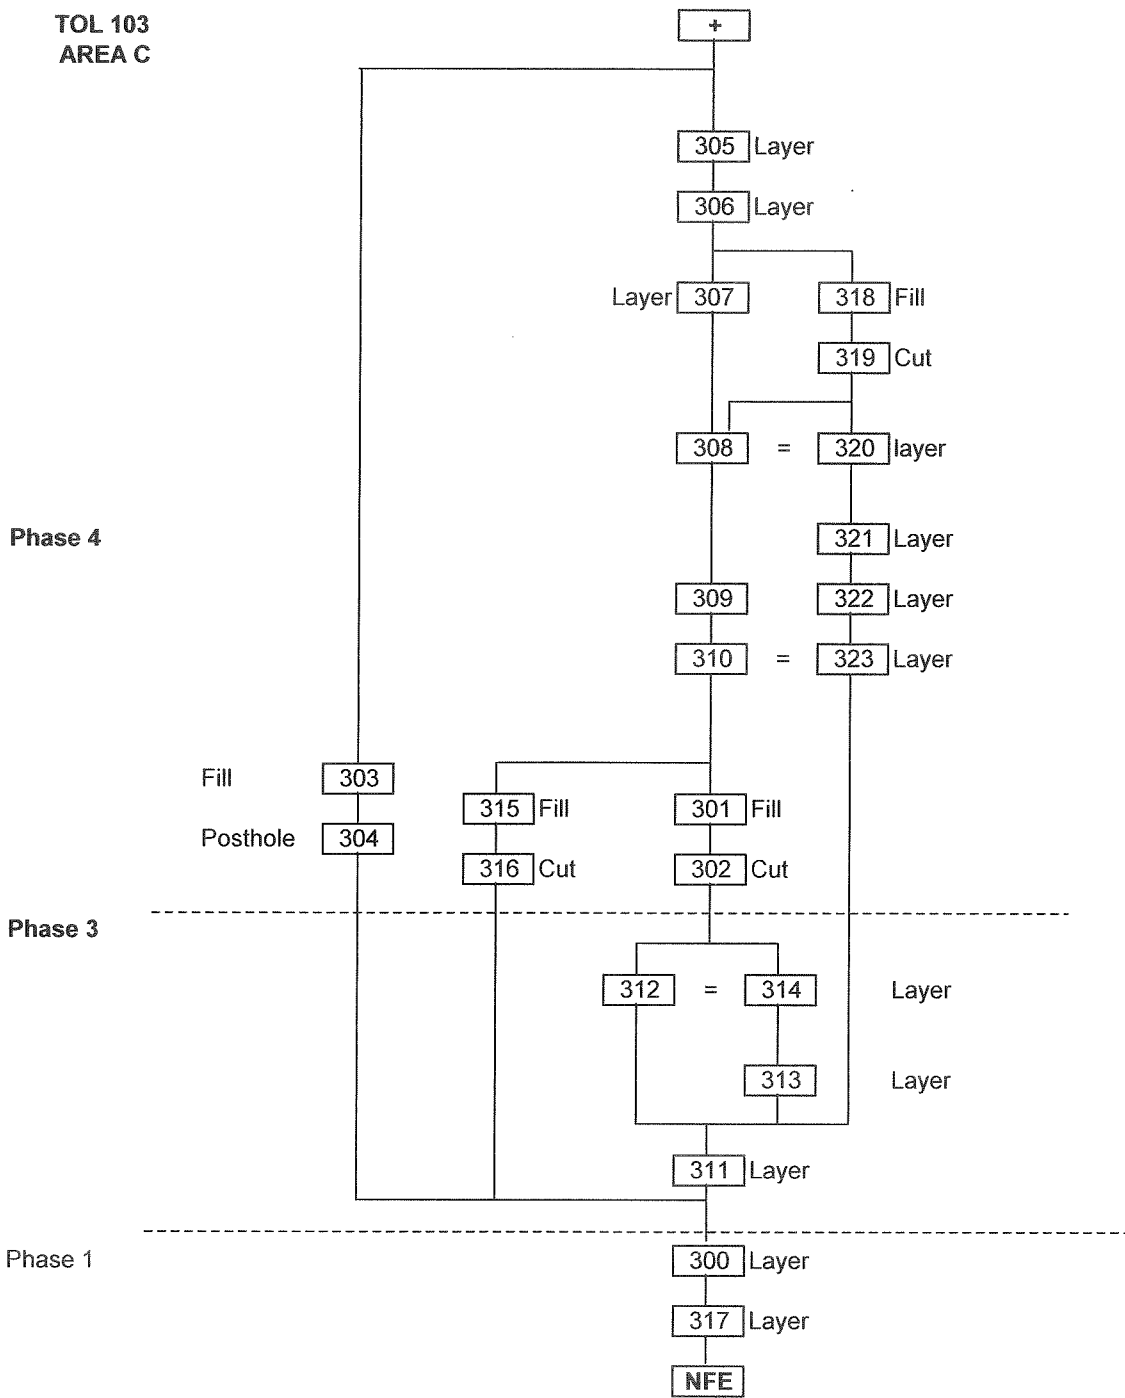 TOL 103
AREA C
+
305 Layer
306 Layer
Layer 307 318 Fill
319 Cut
308 = 320 layer
Phase 4 321 Layer
309 322 Layer
310 = 323 Layer
Fill 303
315 Fill 301 Fill
Posthole 304
316 Cut 302 Cut
Phase 3
312 = 314 Layer
313 Layer
311 Layer
Phase 1 300 Layer
317 Layer
NFE